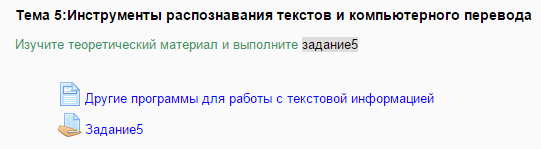 Тема 5:Инструменты распознавания текстов и компьютерного перевода
Изучите теоретический материал и выполните задание5
Другие программы для работы с текстовой информацией
Задание5